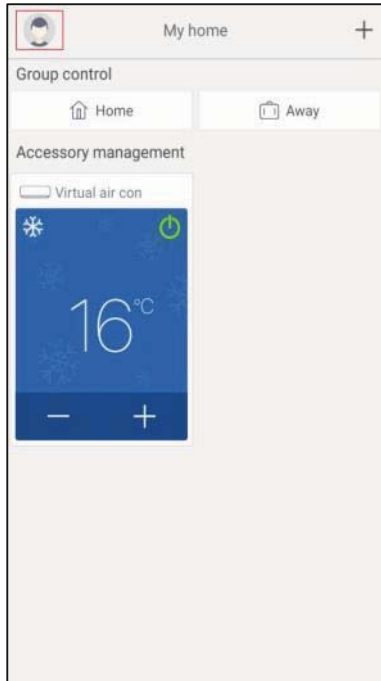 My home +
Group control
Home Away
Accessory management
Virtual air con
16°C
− +